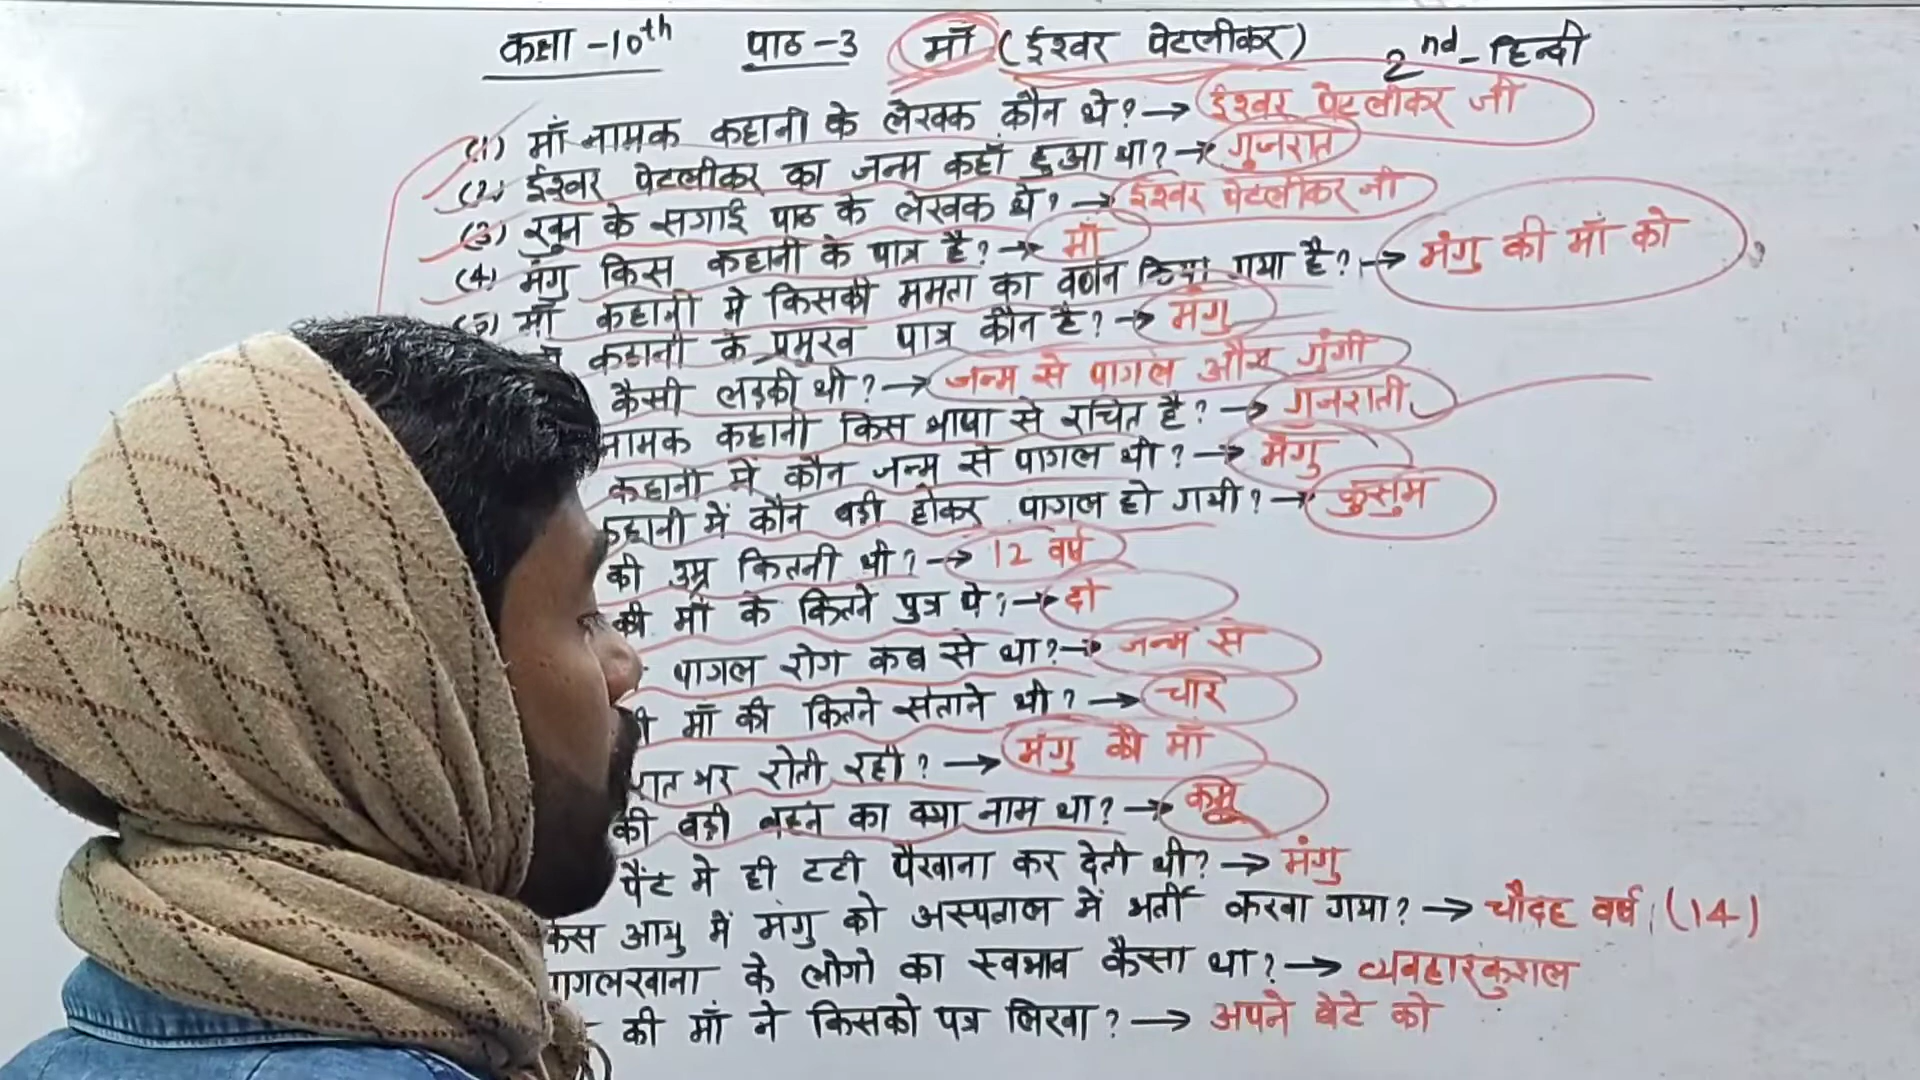 कक्षा -10th पाठ -3 माँ (ईश्वर पेटलीकर) 2nd - हिन्दी
(1) माँ नामक कहानी के लेखक कौन थे? → ईश्वर पेटलीकर जी
(2) ईश्वर पेटलीकर का जन्म कहाँ हुआ था? → गुजरात
(3) खून के सगाई पाठ के लेखक थे? → ईश्वर पेटलीकर जी
(4) मंगु किस कहानी के पात्र है? → माँ
(5) माँ कहानी मे किसकी ममता का वर्णन किया गया है? → मंगु की माँ को
कहानी के प्रमुख पात्र कौन है? → मंगु
कैसी लड़की थी? → जन्म से पागल और गुंगी
नामक कहानी किस भाषा से रचित है? → गुजराती
कहानी में कौन जन्म से पागल थी? → मंगु
कहानी में कौन बड़ी होकर पागल हो गयी? → कुसुम
की उम्र कितनी थी? → 12 वर्ष
की माँ के कितने पुत्र थे? → दो
पागल रोग कब से था? → जन्म से
माँ की कितने संताने थी? → चार
रात भर रोती रही? → मंगु की माँ
की बड़ी बहन का क्या नाम था? → कमु
पैंट मे ही टटी पैखाना कर देती थी? → मंगु
किस आयु में मंगु को अस्पताल में भर्ती करवा गया? → चौदह वर्ष (14)
पागलखाना के लोगो का स्वभाव कैसा था? → व्यवहारकुशल
की माँ ने किसको पत्र लिखा? → अपने बेटे को